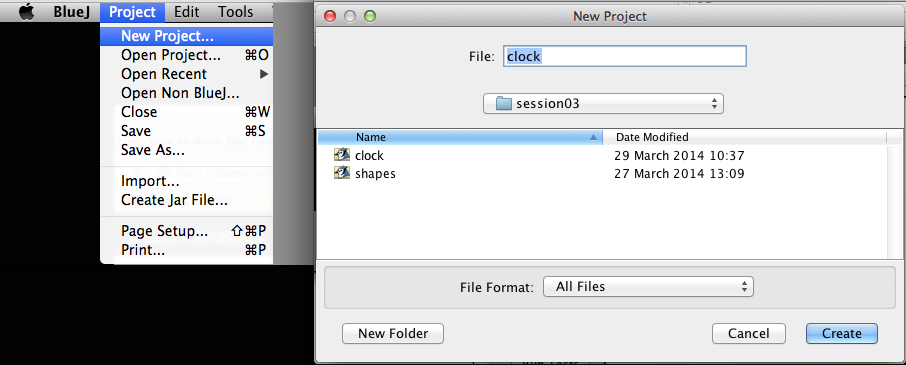 BlueJ Project Edit Tools
New Project...
Open Project... ⌘O
Open Recent ▶
Open Non BlueJ...
Close ⌘W
Save ⌘S
Save As...
Import...
Create Jar File...
Page Setup... ⇧⌘P
Print... ⌘P
New Project
File: clock
session03
Name Date Modified
clock 29 March 2014 10:37
shapes 27 March 2014 13:09
File Format: All Files
New Folder Cancel Create